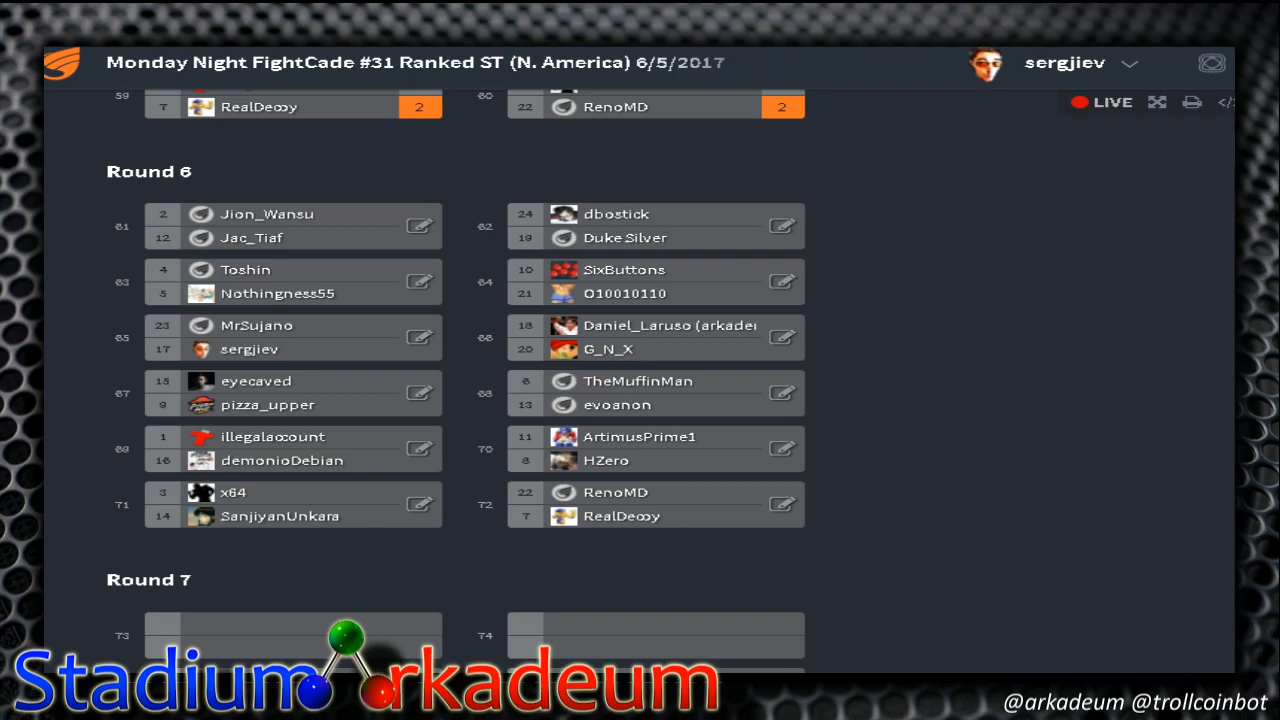 Monday Night FightCade #31 Ranked ST (N. America) 6/5/2017
sergjiev
LIVE
59
7 RealDecoy 2
60
22 RenoMD 2
Round 6
61
2 Jion_Wansu
12 Jac_Tiaf
62
24 dbostick
19 Duke.Silver
63
4 Toshin
5 Nothingness55
64
10 SixButtons
21 O10010110
65
23 MrSujano
17 sergjiev
66
18 Daniel_Laruso (arkade
20 G_N_X
67
15 eyecaved
9 pizza_upper
68
6 TheMuffinMan
13 evoanon
69
1 illegalaccount
16 demonioDebian
70
11 ArtimusPrime1
8 HZero
71
3 x64
14 SanjiyanUnkara
72
22 RenoMD
7 RealDecoy
Round 7
73
74
Stadium Arkadeum
@arkadeum @trollcoinbot